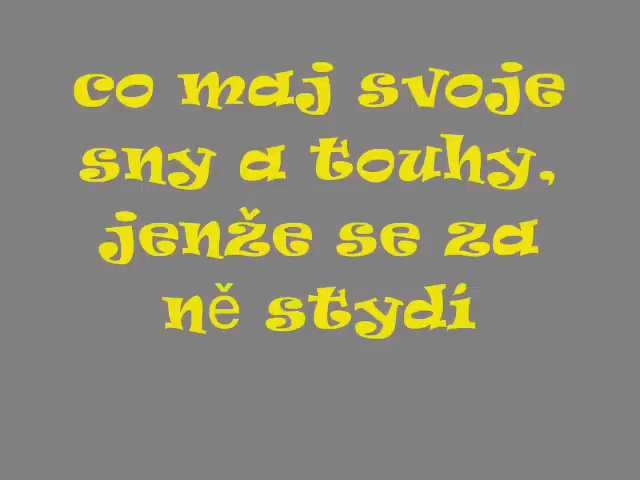 co maj svoje
sny a touhy,
jenže se za
ně stydí